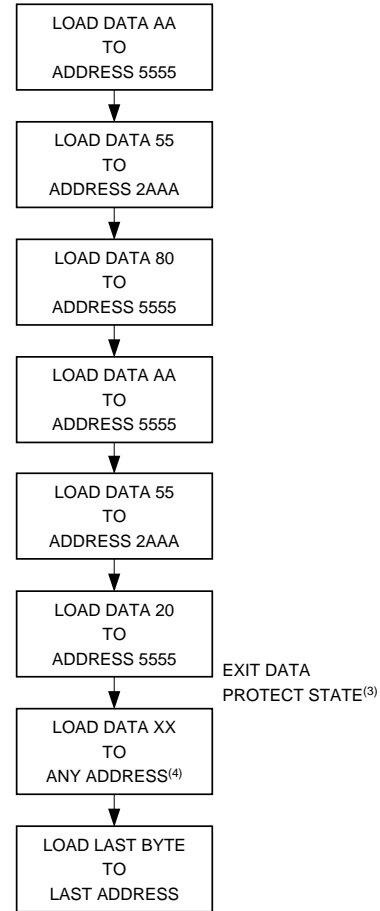 LOAD DATA AA
TO
ADDRESS 5555
LOAD DATA 55
TO
ADDRESS 2AAA
LOAD DATA 80
TO
ADDRESS 5555
LOAD DATA AA
TO
ADDRESS 5555
LOAD DATA 55
TO
ADDRESS 2AAA
LOAD DATA 20
TO
ADDRESS 5555
EXIT DATA
PROTECT STATE(3)
LOAD DATA XX
TO
ANY ADDRESS(4)
LOAD LAST BYTE
TO
LAST ADDRESS